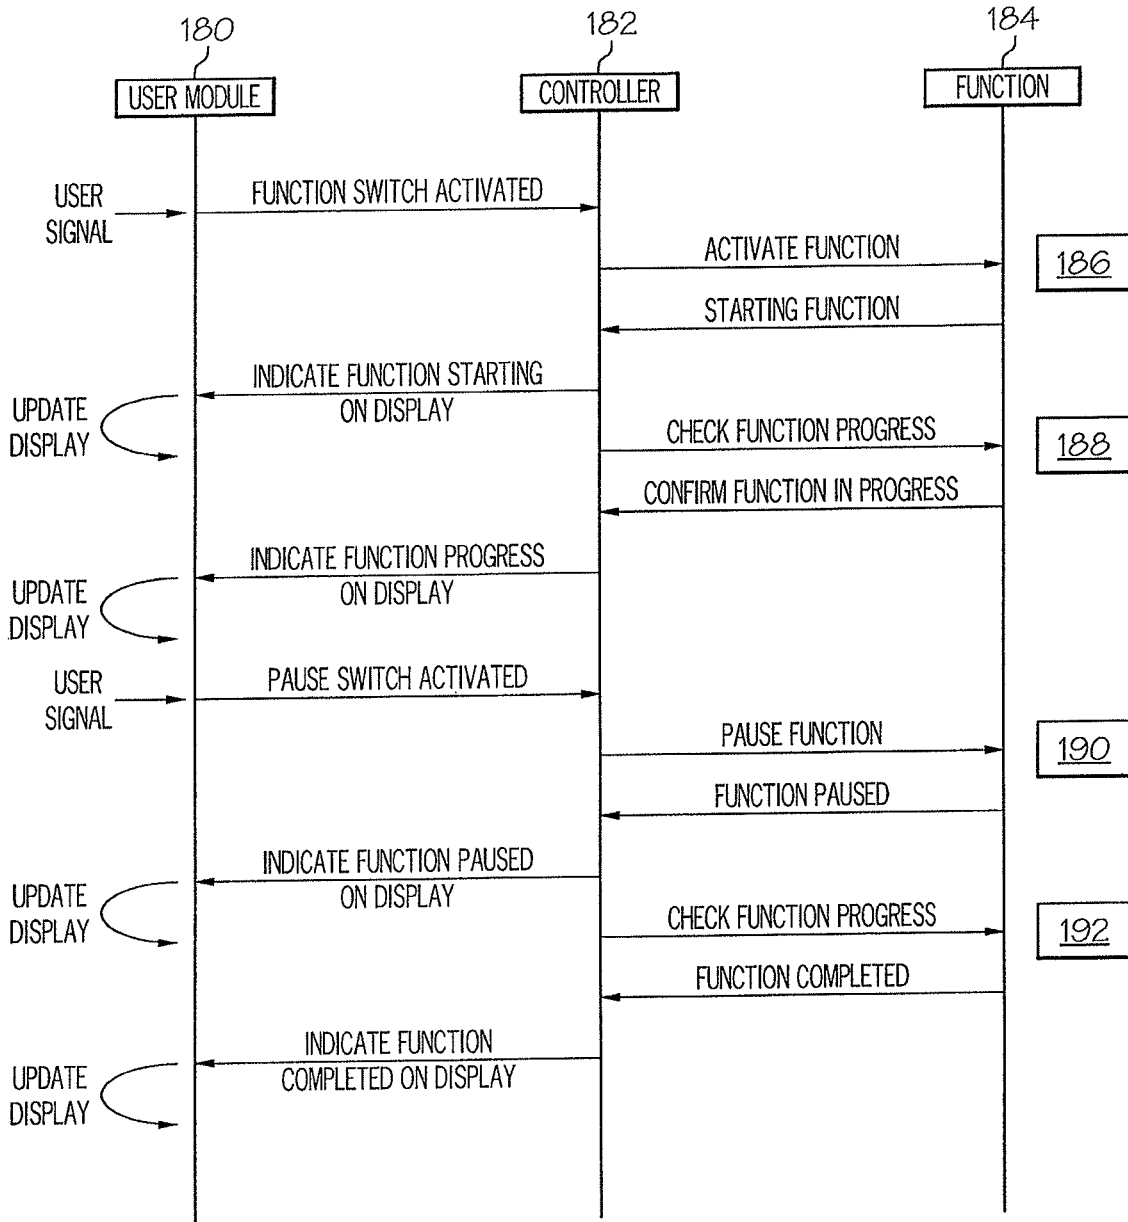 180
182
184
USER MODULE
CONTROLLER
FUNCTION
USER
SIGNAL
FUNCTION SWITCH ACTIVATED
ACTIVATE FUNCTION
186
STARTING FUNCTION
INDICATE FUNCTION STARTING
ON DISPLAY
UPDATE
DISPLAY
CHECK FUNCTION PROGRESS
188
CONFIRM FUNCTION IN PROGRESS
INDICATE FUNCTION PROGRESS
ON DISPLAY
UPDATE
DISPLAY
USER
SIGNAL
PAUSE SWITCH ACTIVATED
PAUSE FUNCTION
190
FUNCTION PAUSED
INDICATE FUNCTION PAUSED
ON DISPLAY
UPDATE
DISPLAY
CHECK FUNCTION PROGRESS
192
FUNCTION COMPLETED
INDICATE FUNCTION
COMPLETED ON DISPLAY
UPDATE
DISPLAY